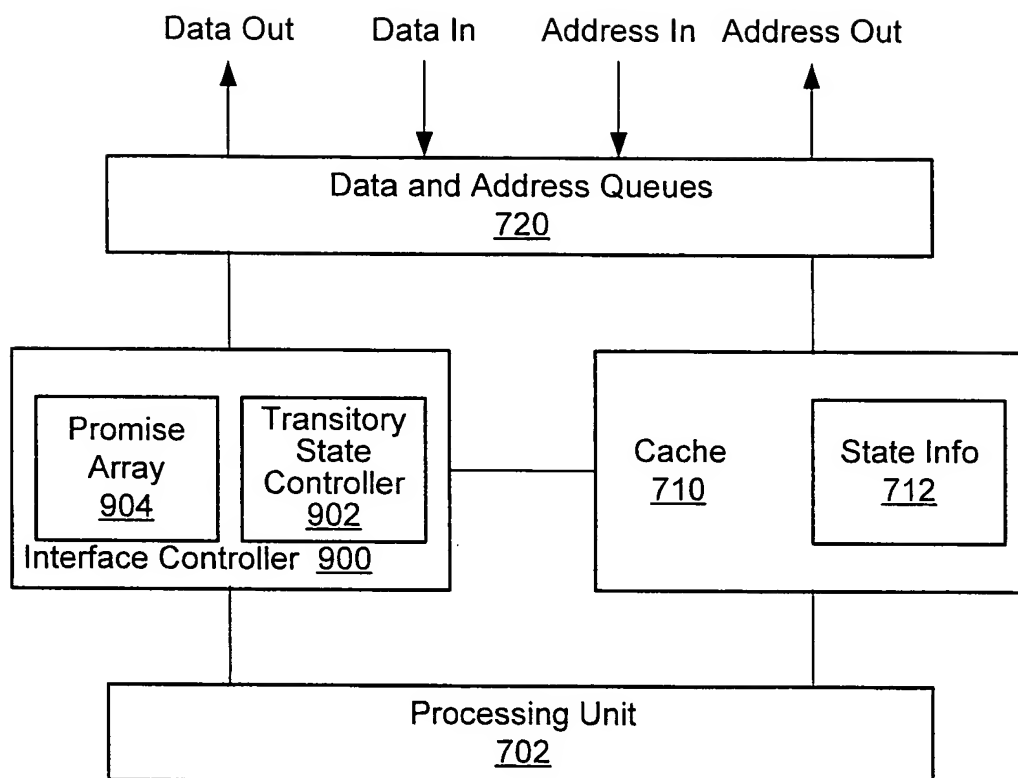 Data Out Data In Address In Address Out
Data and Address Queues
720
Promise
Array
904
Transitory
State
Controller
902
Interface Controller 900
Cache
710
State Info
712
Processing Unit
702